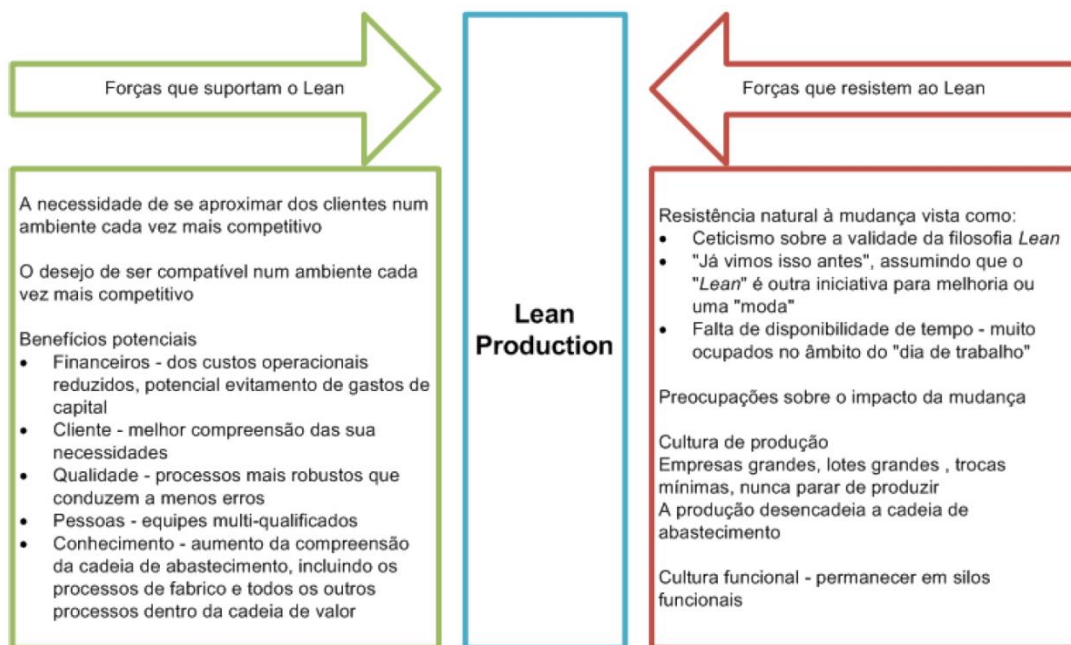 Forças que suportam o Lean
A necessidade de se aproximar dos clientes num
ambiente cada vez mais competitivo
O desejo de ser compatível num ambiente cada
vez mais competitivo
Benefícios potenciais
• Financeiros - dos custos operacionais
reduzidos, potencial evitamento de gastos de
capital
• Cliente - melhor compreensão das sua
necessidades
• Qualidade - processos mais robustos que
conduzem a menos erros
• Pessoas - equipes multi-qualificados
• Conhecimento - aumento da compreensão
da cadeia de abastecimento, incluindo os
processos de fabrico e todos os outros
processos dentro da cadeia de valor
Lean
Production
Forças que resistem ao Lean
Resistência natural à mudança vista como:
• Ceticismo sobre a validade da filosofia Lean
• "Já vimos isso antes", assumindo que o
"Lean" é outra iniciativa para melhoria ou
uma "moda"
• Falta de disponibilidade de tempo - muito
ocupados no âmbito do "dia de trabalho"
Preocupações sobre o impacto da mudança
Cultura de produção
Empresas grandes, lotes grandes , trocas
mínimas, nunca parar de produzir
A produção desencadeia a cadeia de
abastecimento
Cultura funcional - permanecer em silos
funcionais